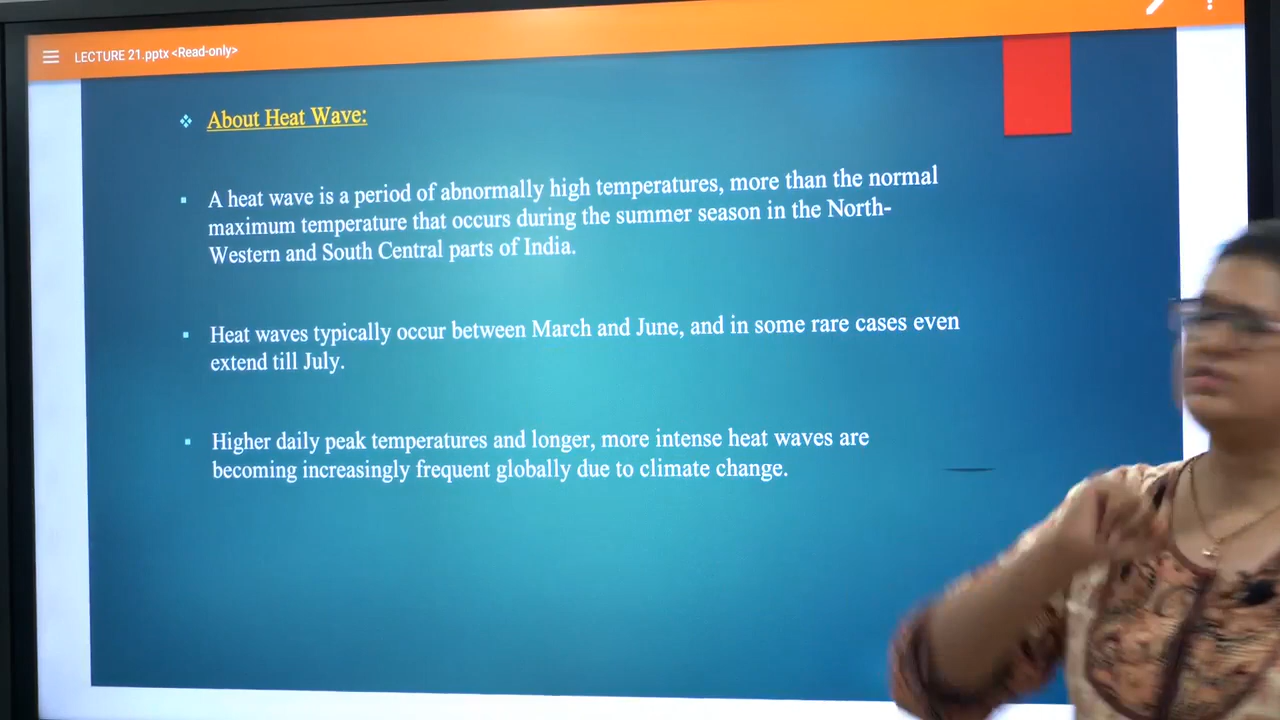 LECTURE 21.pptx <Read-only>
About Heat Wave:
A heat wave is a period of abnormally high temperatures, more than the normal
maximum temperature that occurs during the summer season in the North-
Western and South Central parts of India.
Heat waves typically occur between March and June, and in some rare cases even
extend till July.
Higher daily peak temperatures and longer, more intense heat waves are
becoming increasingly frequent globally due to climate change.